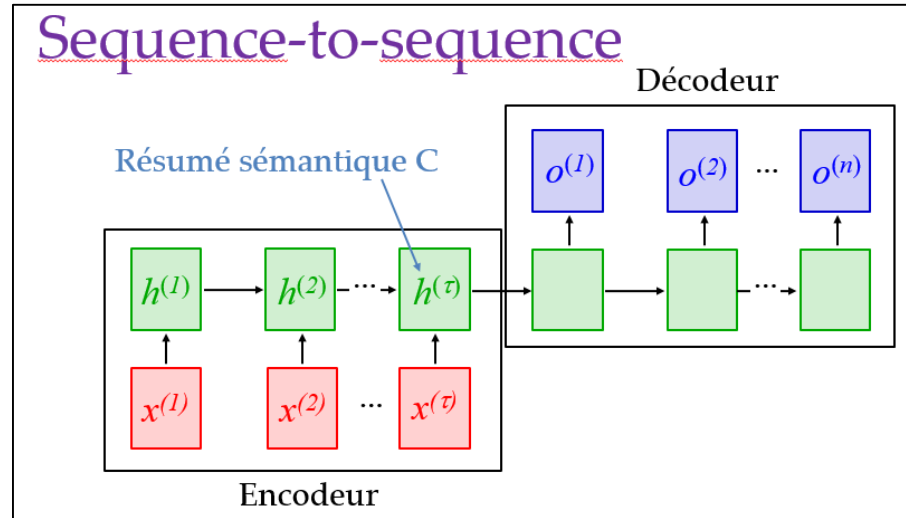 Sequence-to-sequence
Décodeur
Résumé sémantique C
o(1) o(2) ... o(n)
h(1) h(2) ... h(τ) ...
x(1) x(2) ... x(τ)
Encodeur